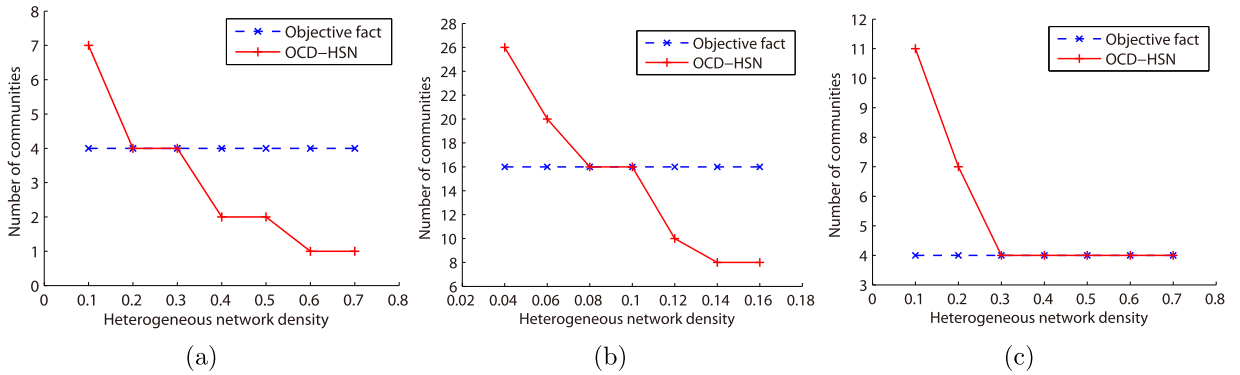 8
7
6
5
4
3
2
1
0
Number of communities
0 0.1 0.2 0.3 0.4 0.5 0.6 0.7 0.8
Heterogeneous network density
Objective fact
OCD−HSN
(a)
28
26
24
22
20
18
16
14
12
10
8
6
Number of communities
0.02 0.04 0.06 0.08 0.1 0.12 0.14 0.16 0.18
Heterogeneous network density
Objective fact
OCD−HSN
(b)
12
11
10
9
8
7
6
5
4
3
Number of communities
0 0.1 0.2 0.3 0.4 0.5 0.6 0.7 0.8
Heterogeneous network density
Objective fact
OCD−HSN
(c)